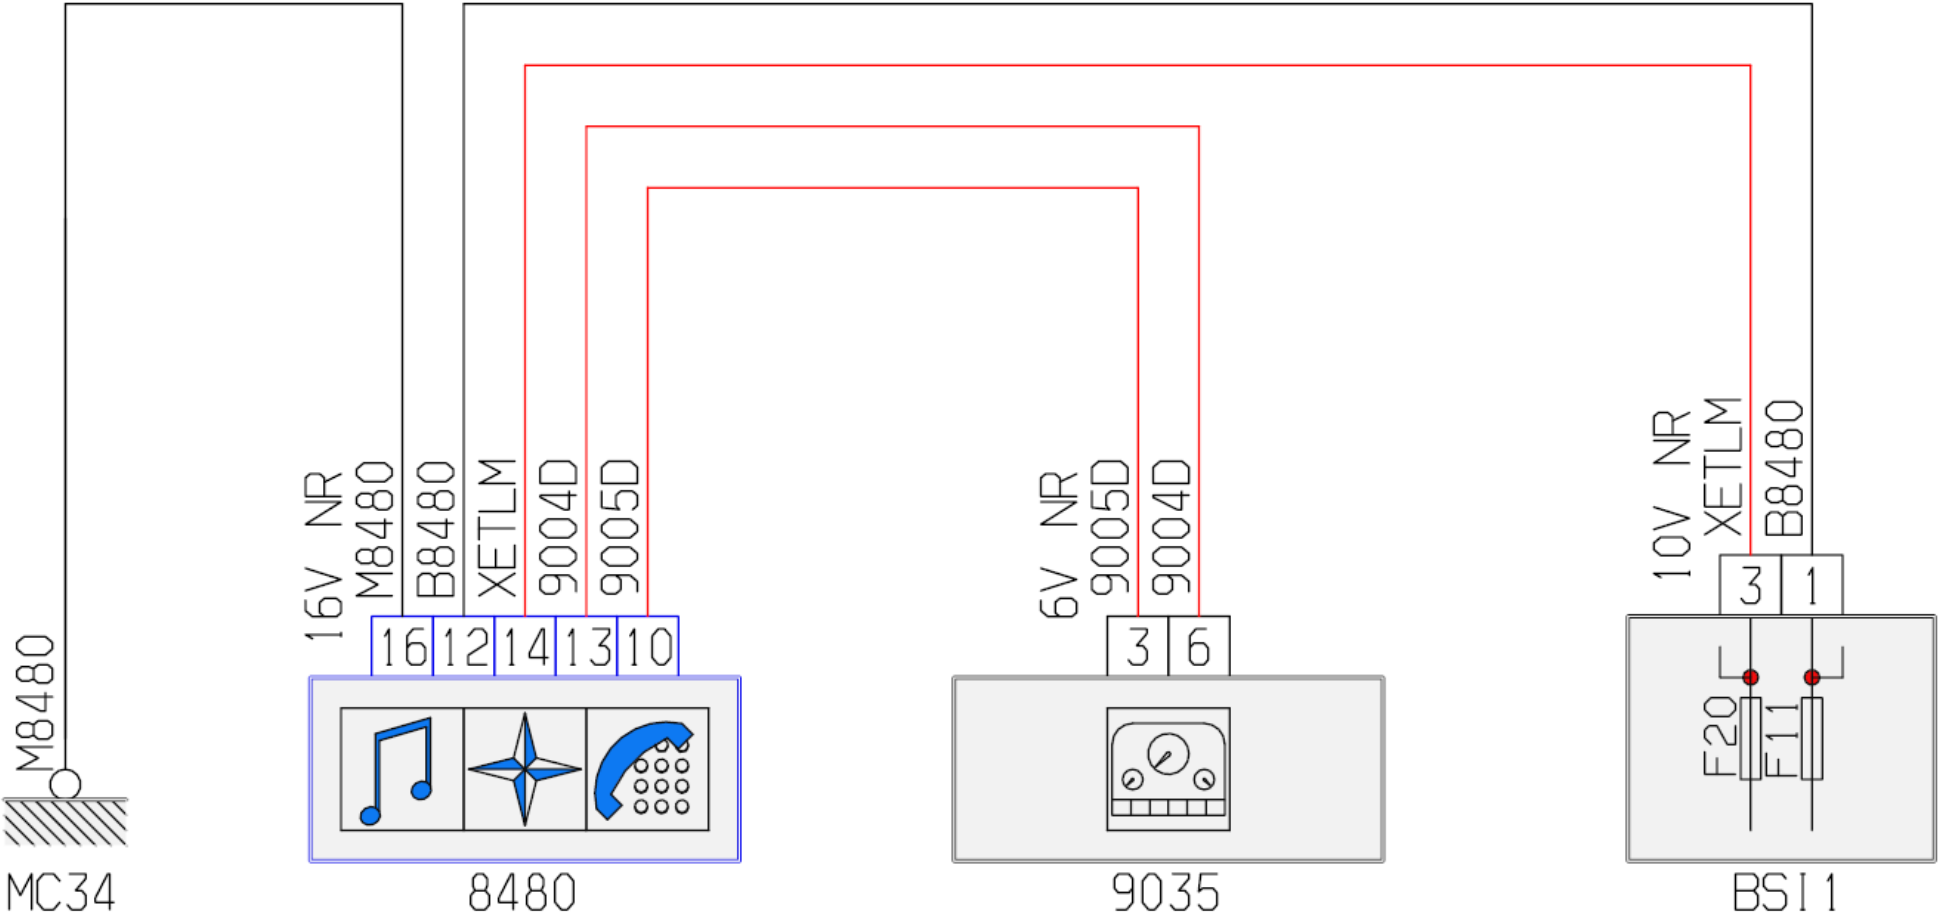 M8480
MC34
16V NR
M8480
B8480
XETLM
9004D
9005D
16 12 14 13 10
8480
6V NR
9005D
9004D
3 6
9035
10V NR
XETLM
B8480
3 1
F20
F11
BSI1